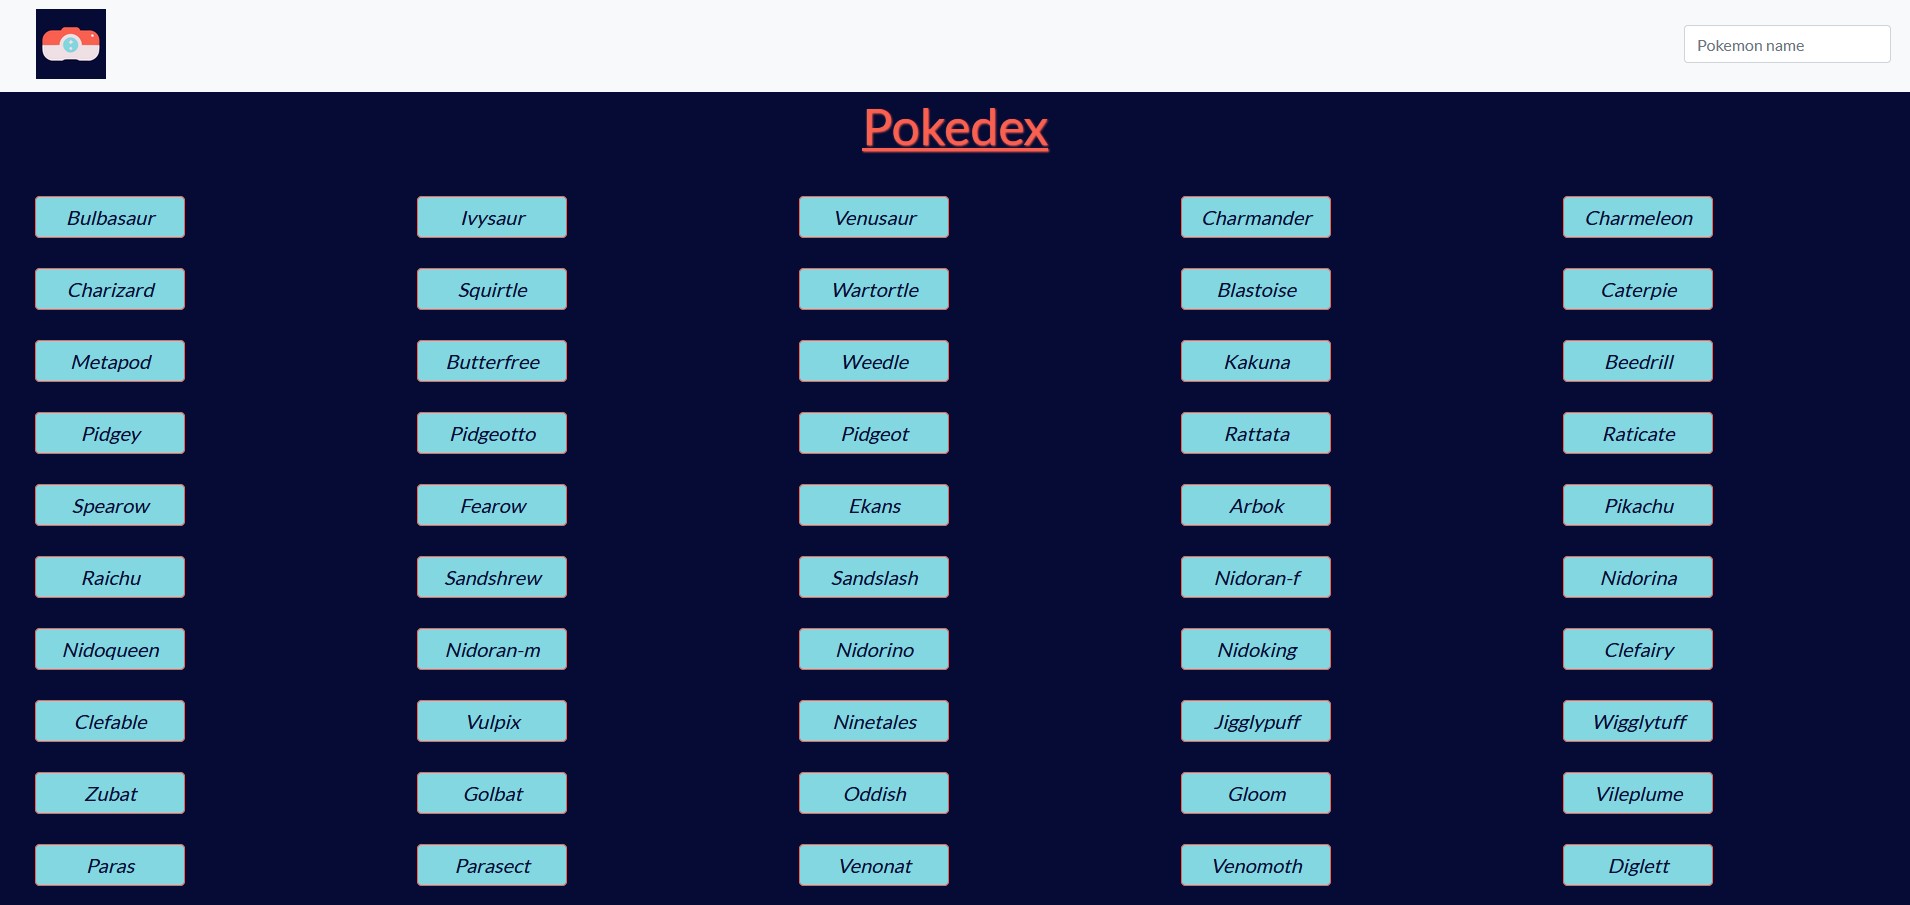 Pokemon name
Pokedex
Bulbasaur Ivysaur Venusaur Charmander Charmeleon
Charizard Squirtle Wartortle Blastoise Caterpie
Metapod Butterfree Weedle Kakuna Beedrill
Pidgey Pidgeotto Pidgeot Rattata Raticate
Spearow Fearow Ekans Arbok Pikachu
Raichu Sandshrew Sandslash Nidoran-f Nidorina
Nidoqueen Nidoran-m Nidorino Nidoking Clefairy
Clefable Vulpix Ninetales Jigglypuff Wigglytuff
Zubat Golbat Oddish Gloom Vileplume
Paras Parasect Venonat Venomoth Diglett